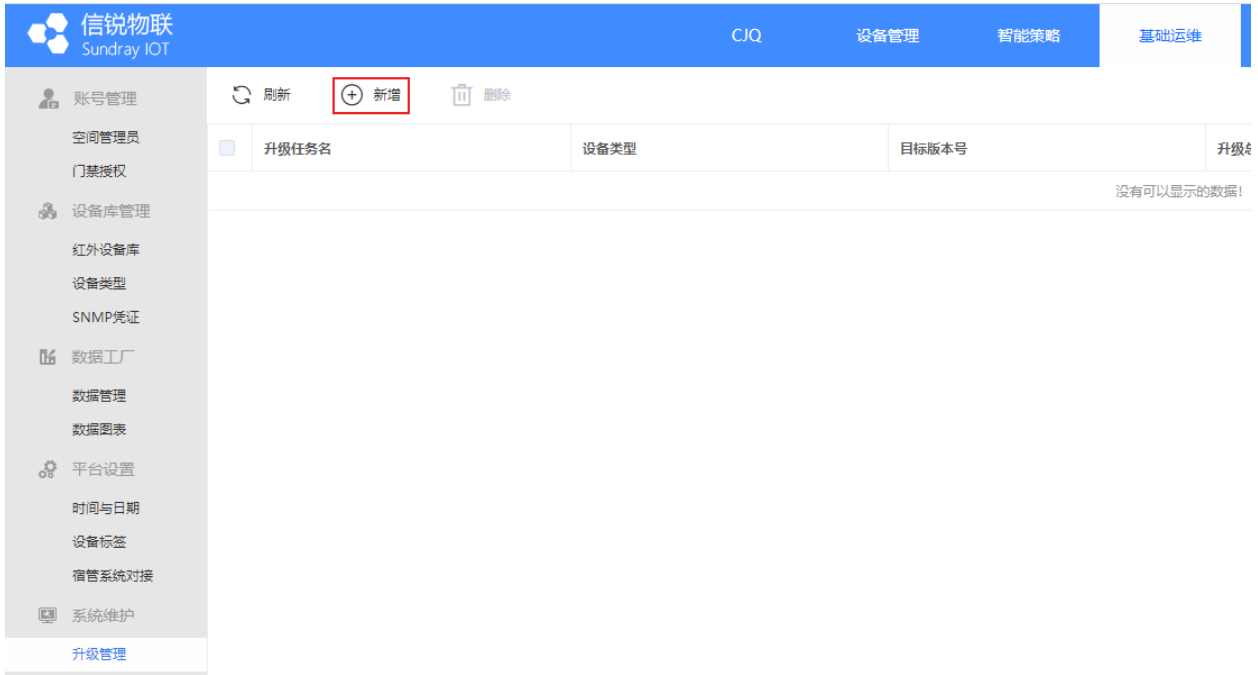 信锐物联
Sundray IOT
CJQ
设备管理
智能策略
基础运维
账号管理
空间管理员
门禁授权
设备库管理
红外设备库
设备类型
SNMP凭证
数据工厂
数据管理
数据图表
平台设置
时间与日期
设备标签
宿管系统对接
系统维护
升级管理
刷新
新增
删除
升级任务名
设备类型
目标版本号
升级总
没有可以显示的数据!